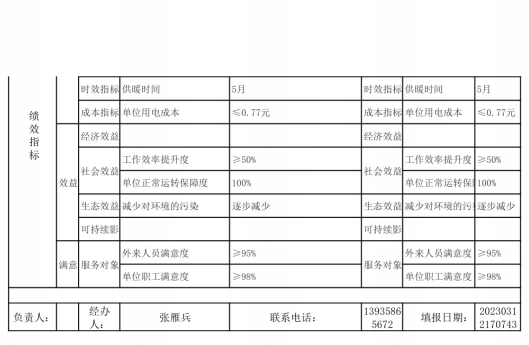 时效指标 供暖时间 5月 时效指标 供暖时间 5月
成本指标 单位用电成本 ≤0.77元 成本指标 单位用电成本 ≤0.77元
绩效指标
经济效益 经济效益
效益
社会效益 工作效率提升度 ≥50% 社会效益 工作效率提升度 ≥50%
单位正常运转保障度 100% 单位正常运转保障 100%
生态效益 减少对环境的污染 逐步减少 生态效益 减少对环境的污 逐步减少
可持续影 可持续影
满意 服务对象 外来人员满意度 ≥95% 服务对象 外来人员满意度 ≥95%
单位职工满意度 ≥98% 单位职工满意度 ≥98%
负责人： 经办人： 张雁兵 联系电话： 13935865672 填报日期： 20230312170743